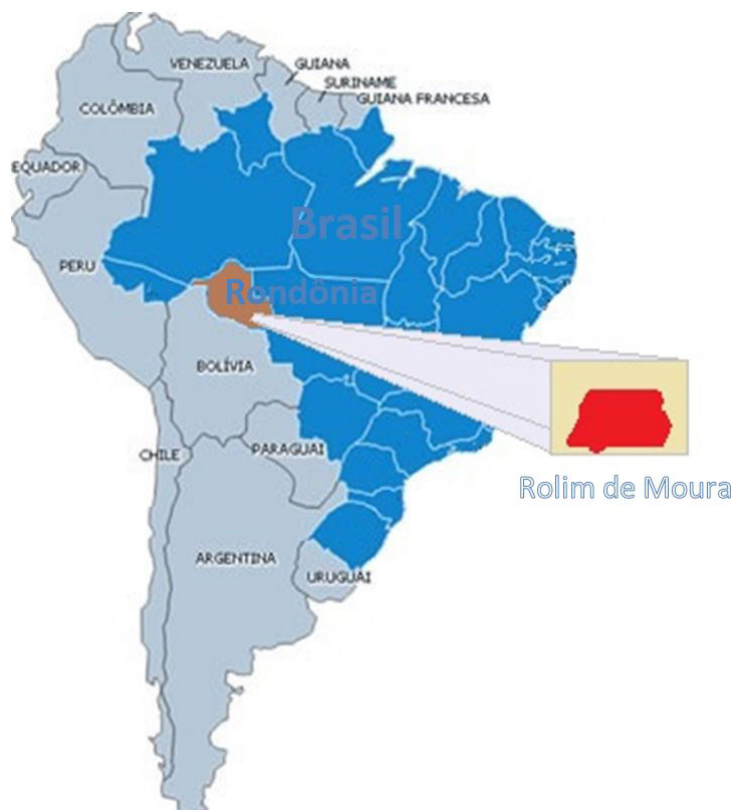 VENEZUELA
GUIANA
SURINAME
GUIANA FRANCESA
COLÔMBIA
EQUADOR
Brasil
PERU
Rondônia
BOLÍVIA
PARAGUAI
CHILE
Rolim de Moura
ARGENTINA
URUGUAI